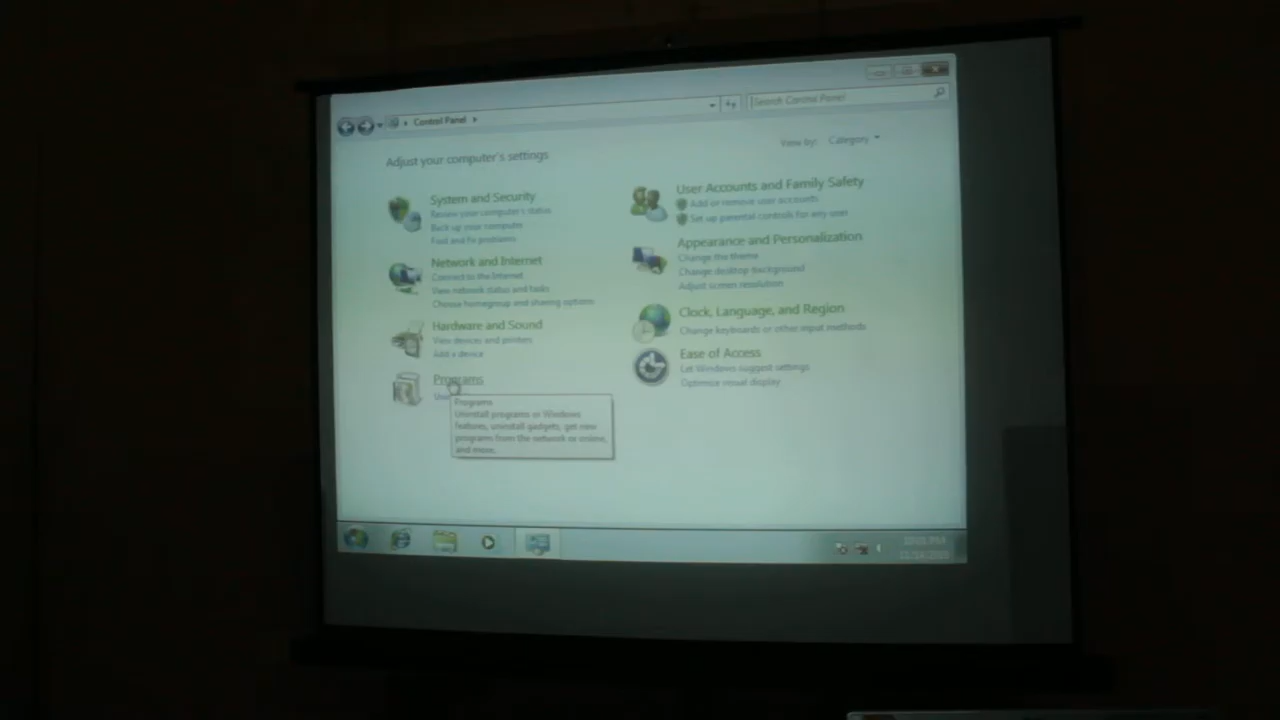 Control Panel
Search Control Panel
Adjust your computer's settings
View by: Category
System and Security
Review your computer's status
Back up your computer
Find and fix problems
Network and Internet
Connect to the Internet
View network status and tasks
Choose homegroup and sharing options
Hardware and Sound
View devices and printers
Add a device
Programs
Programs
Uninstall programs or Windows
features, uninstall gadgets, get new
programs from the network or online,
and more.
User Accounts and Family Safety
Add or remove user accounts
Set up parental controls for any user
Appearance and Personalization
Change the theme
Change desktop background
Adjust screen resolution
Clock, Language, and Region
Change keyboards or other input methods
Ease of Access
Let Windows suggest settings
Optimize visual display